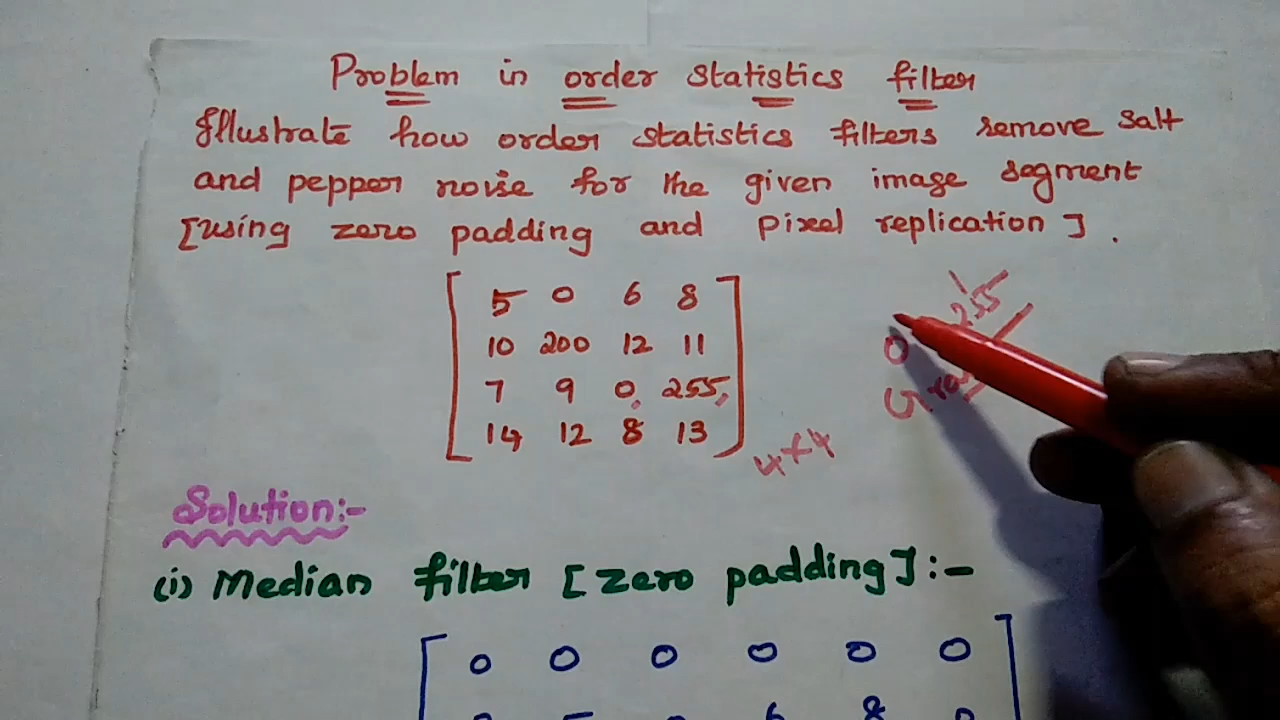 Problem in order statistics filter
Illustrate how order statistics filters remove salt
and pepper noise for the given image segment
[using zero padding and pixel replication].
5 0 6 8
10 200 12 11
7 9 0 255
14 12 8 13
4x4
255
0
Solution:-
(i) Median filter [zero padding]:-
0 0 0 0 0 0